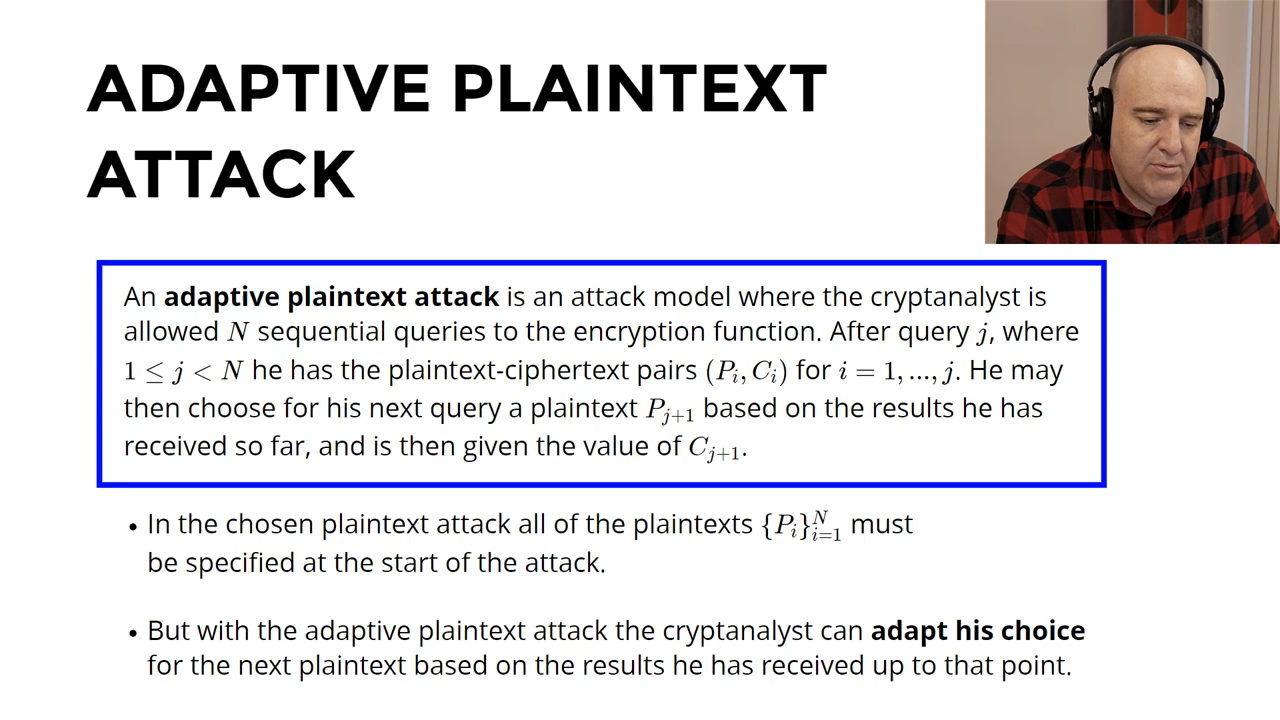 ADAPTIVE PLAINTEXT
ATTACK
An adaptive plaintext attack is an attack model where the cryptanalyst is
allowed N sequential queries to the encryption function. After query j, where
1 ≤ j < N he has the plaintext-ciphertext pairs (P_i, C_i) for i = 1, ..., j. He may
then choose for his next query a plaintext P_{j+1} based on the results he has
received so far, and is then given the value of C_{j+1}.
• In the chosen plaintext attack all of the plaintexts {P_i}_{i=1}^N must
be specified at the start of the attack.
• But with the adaptive plaintext attack the cryptanalyst can adapt his choice
for the next plaintext based on the results he has received up to that point.